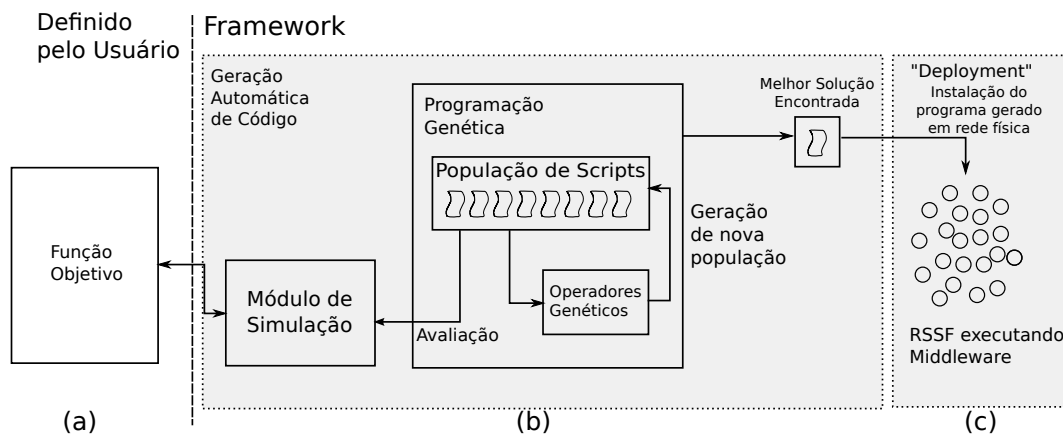 Definido
pelo Usuário
Framework
Geração
Automática
de Código
Programação
Genética
População de Scripts
Melhor Solução
Encontrada
"Deployment"
Instalação do
programa gerado
em rede física
Função
Objetivo
Módulo de
Simulação
Avaliação
Operadores
Genéticos
Geração
de nova
população
RSSF executando
Middleware
(a)
(b)
(c)